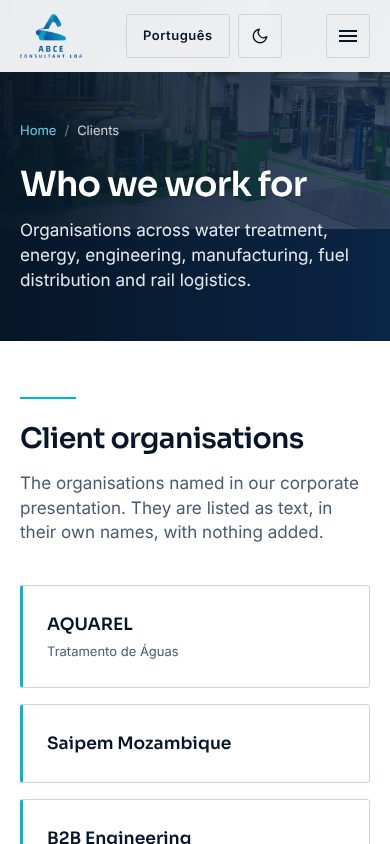 ABCE
CONSULTANT LDA
Português
Home / Clients
Who we work for
Organisations across water treatment,
energy, engineering, manufacturing, fuel
distribution and rail logistics.
Client organisations
The organisations named in our corporate
presentation. They are listed as text, in
their own names, with nothing added.
AQUAREL
Tratamento de Águas
Saipem Mozambique
B2B Engineering